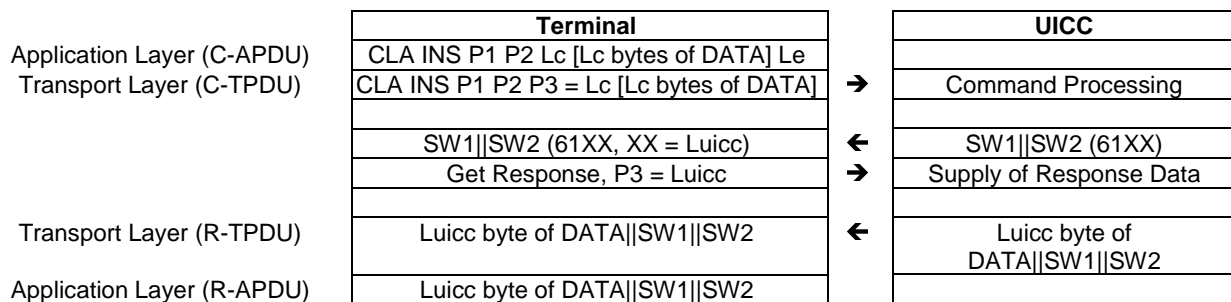 Terminal UICC
Application Layer (C-APDU) CLA INS P1 P2 Lc [Lc bytes of DATA] Le
Transport Layer (C-TPDU) CLA INS P1 P2 P3 = Lc [Lc bytes of DATA] → Command Processing
SW1||SW2 (61XX, XX = Luicc) ← SW1||SW2 (61XX)
Get Response, P3 = Luicc → Supply of Response Data
Transport Layer (R-TPDU) Luicc byte of DATA||SW1||SW2 ← Luicc byte of
DATA||SW1||SW2
Application Layer (R-APDU) Luicc byte of DATA||SW1||SW2